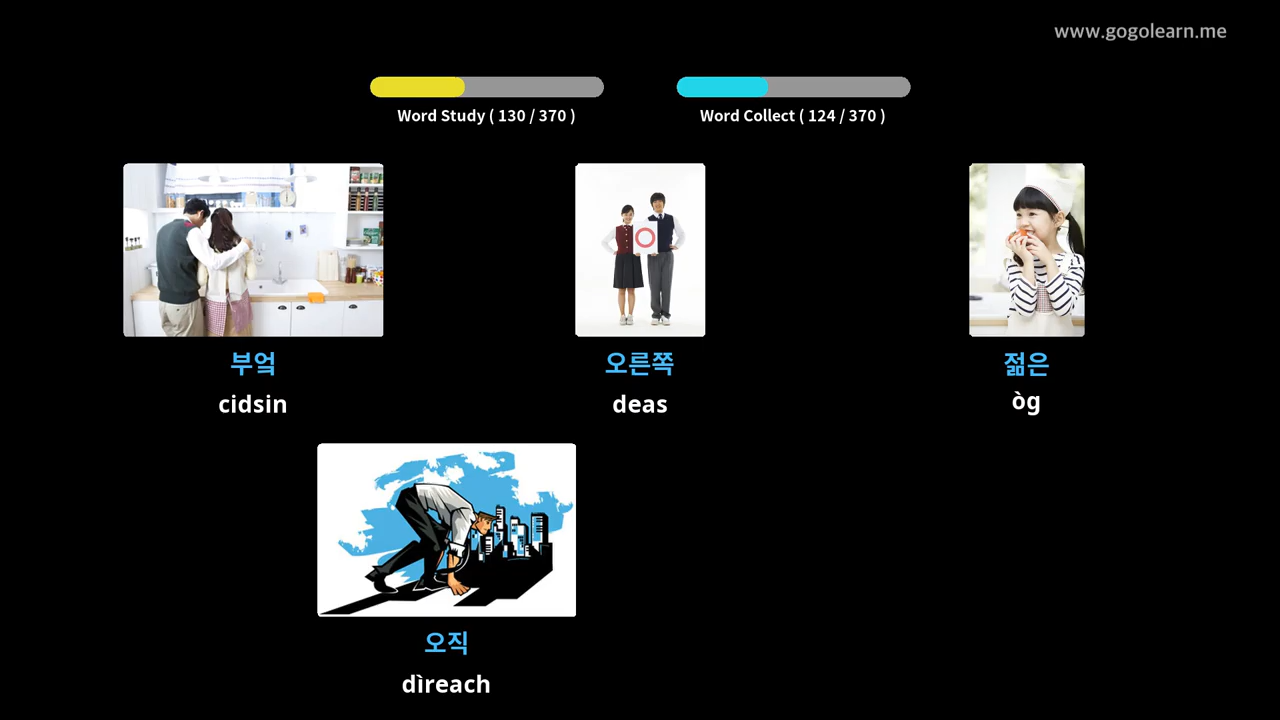 www.gogolearn.me
Word Study ( 130 / 370 )
Word Collect ( 124 / 370 )
부엌
cidsin
오른쪽
deas
젊은
òg
오직
dìreach